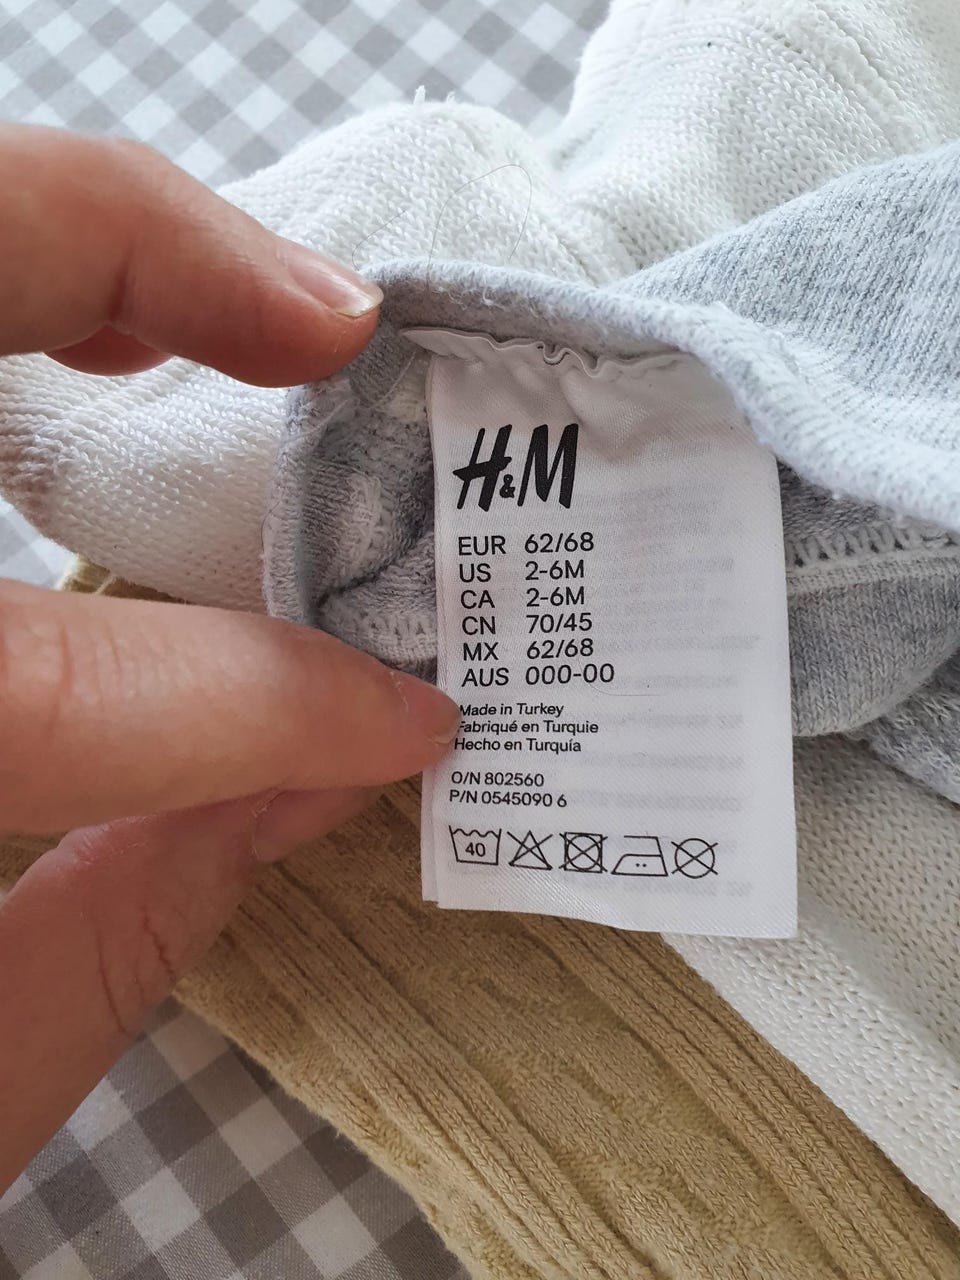 H&M
EUR 62/68
US 2-6M
CA 2-6M
CN 70/45
MX 62/68
AUS 000-00
Made in Turkey
Fabriqué en Turquie
Hecho en Turquía
O/N 802560
P/N 0545090 6
40